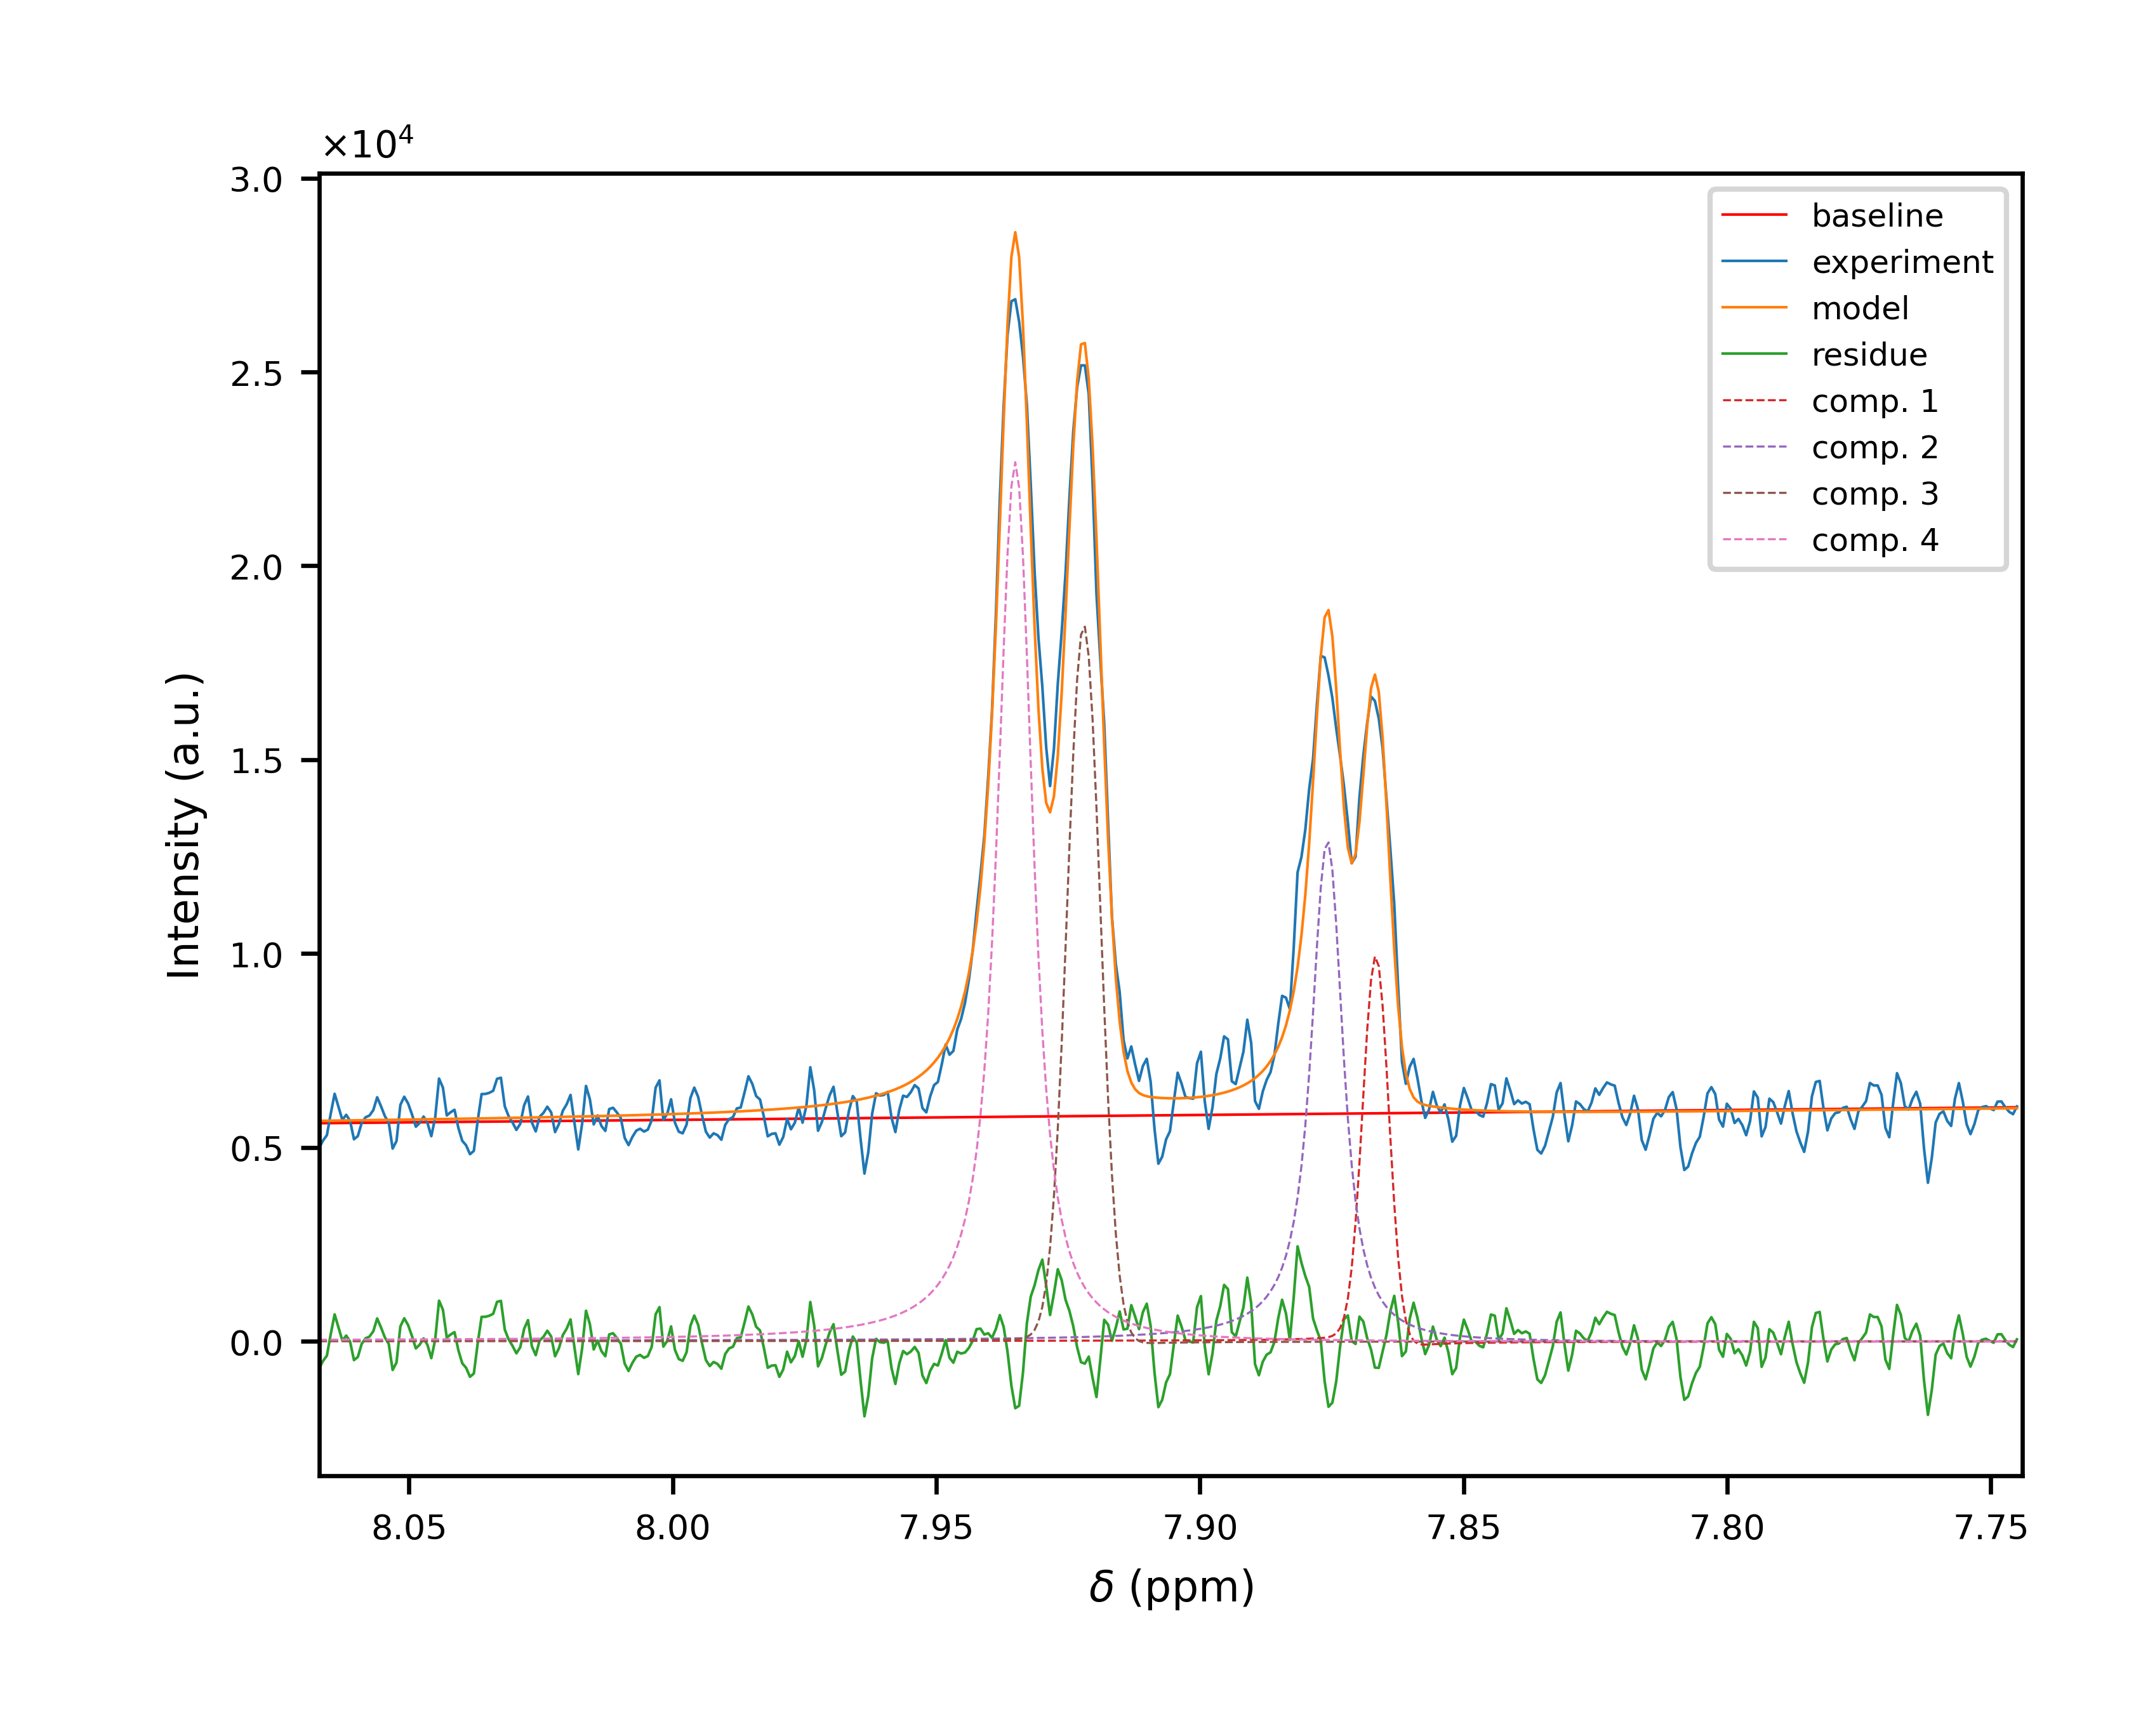 ×10⁴
3.0
2.5
2.0
1.5
1.0
0.5
0.0
Intensity (a.u.)
baseline
experiment
model
residue
comp. 1
comp. 2
comp. 3
comp. 4
8.05 8.00 7.95 7.90 7.85 7.80 7.75
δ (ppm)